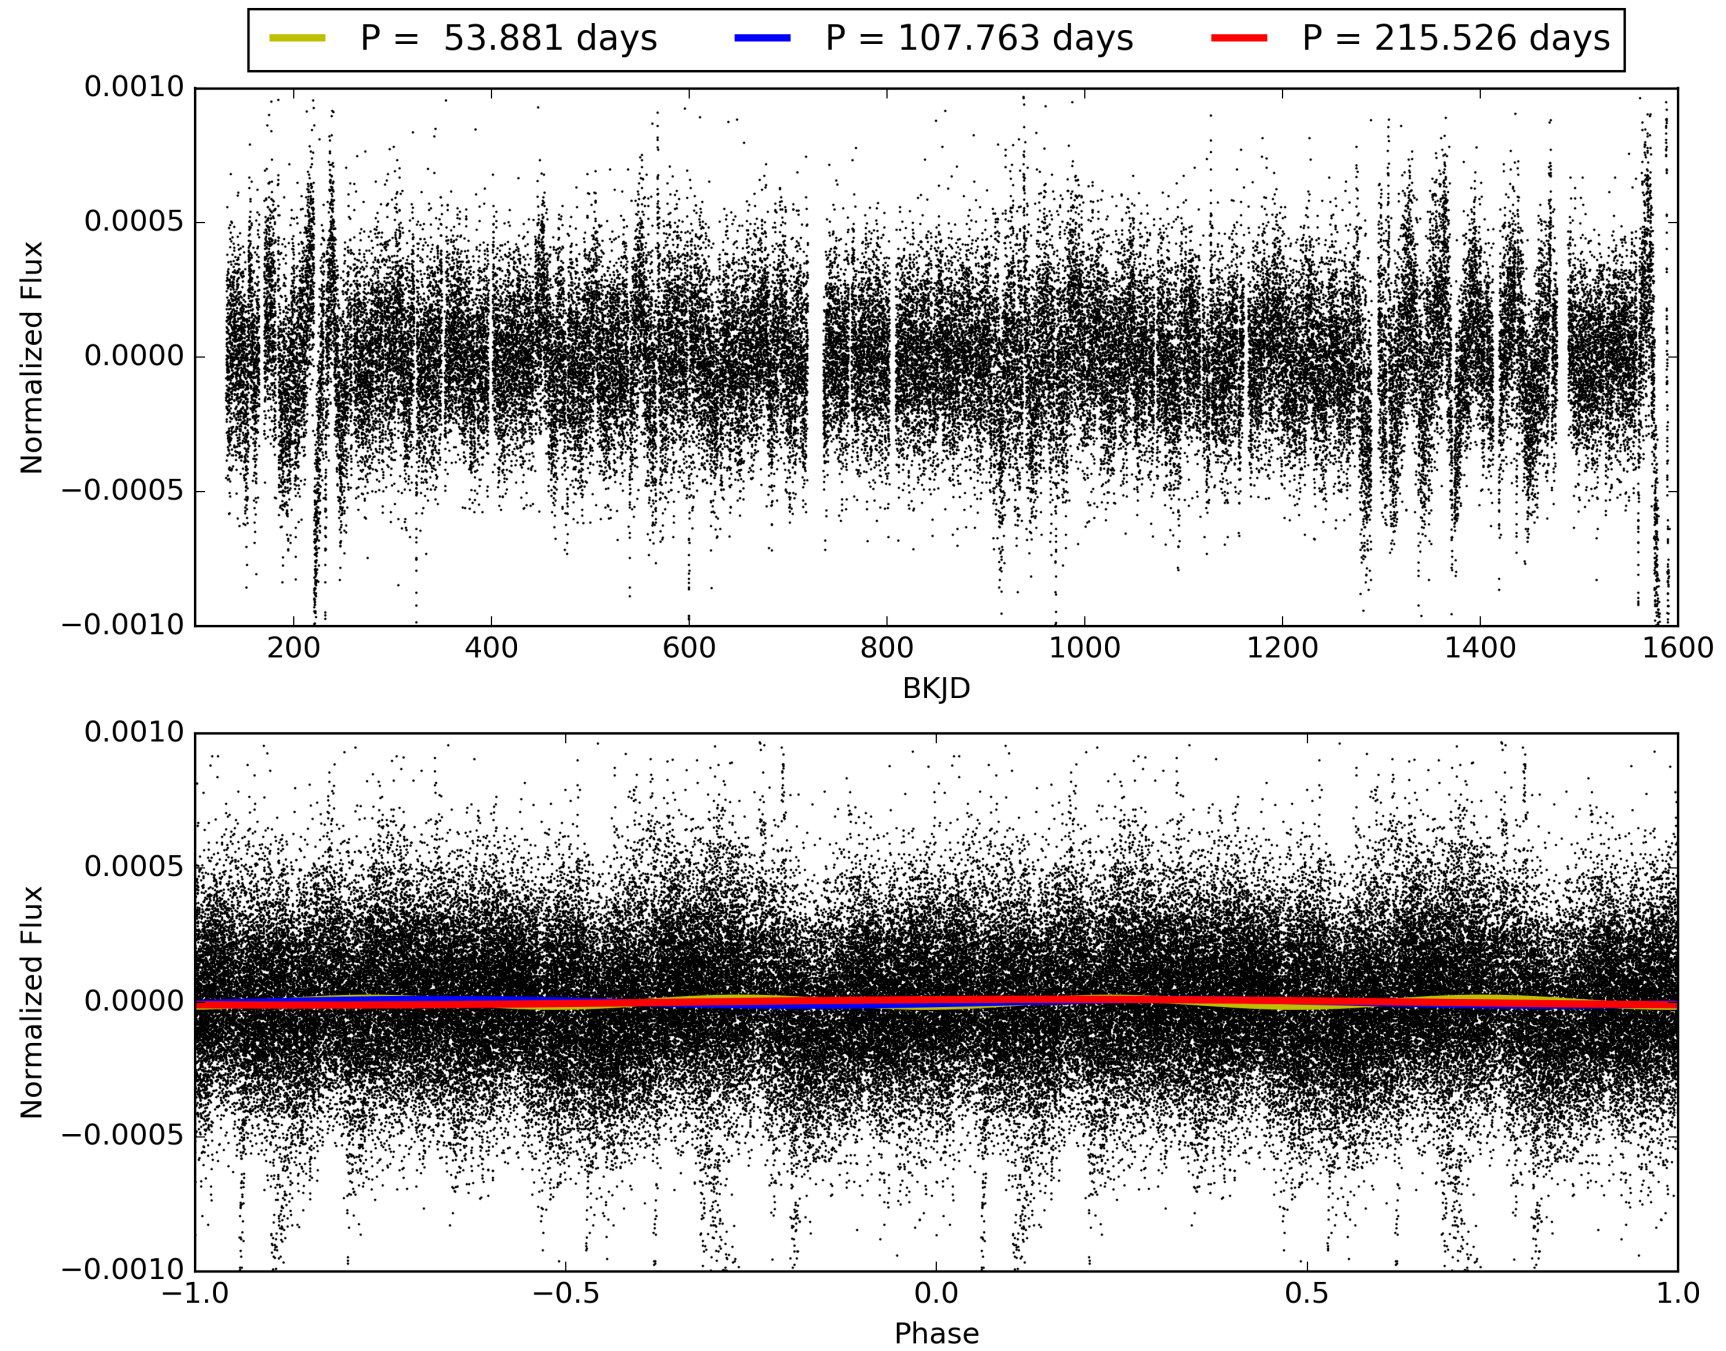 P =  53.881 days P = 107.763 days P = 215.526 days
0.0010
0.0005
0.0000
−0.0005
−0.0010
Normalized Flux
200 400 600 800 1000 1200 1400 1600
BKJD
0.0010
0.0005
0.0000
−0.0005
−0.0010
Normalized Flux
−1.0 −0.5 0.0 0.5 1.0
Phase